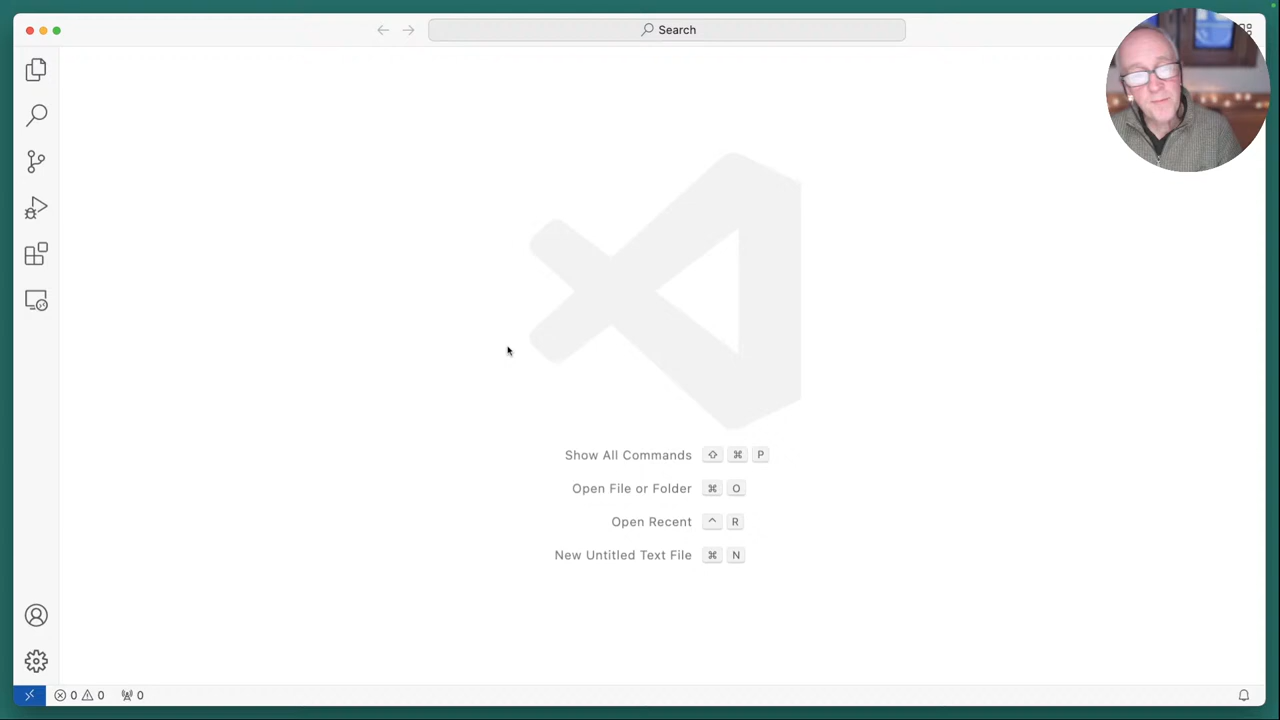 Search
Show All Commands ⇧ ⌘ P
Open File or Folder ⌘ O
Open Recent ^ R
New Untitled Text File ⌘ N
0 0 0